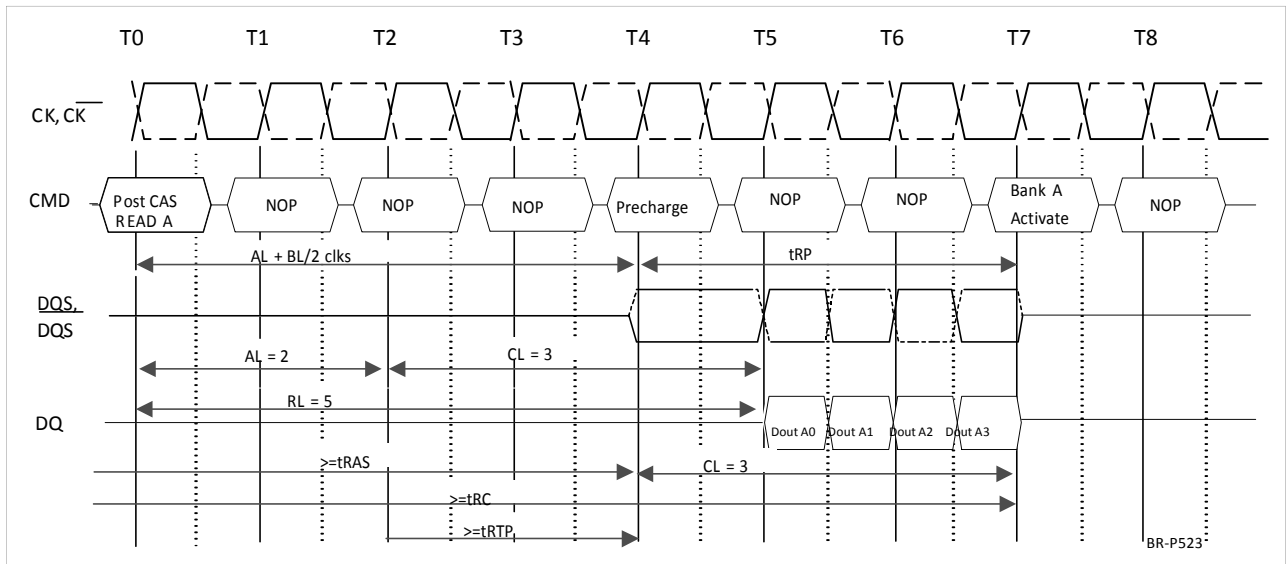 T0 T1 T2 T3 T4 T5 T6 T7 T8
CK, CK
CMD
Post CAS
READ A
NOP
NOP
NOP
Precharge
NOP
NOP
Bank A
Activate
NOP
AL + BL/2 clks
tRP
DQS,
DQS
AL = 2
CL = 3
RL = 5
DQ
Dout A0 Dout A1 Dout A2 Dout A3
>=tRAS
CL = 3
>=tRC
>=tRTP
BR-P523